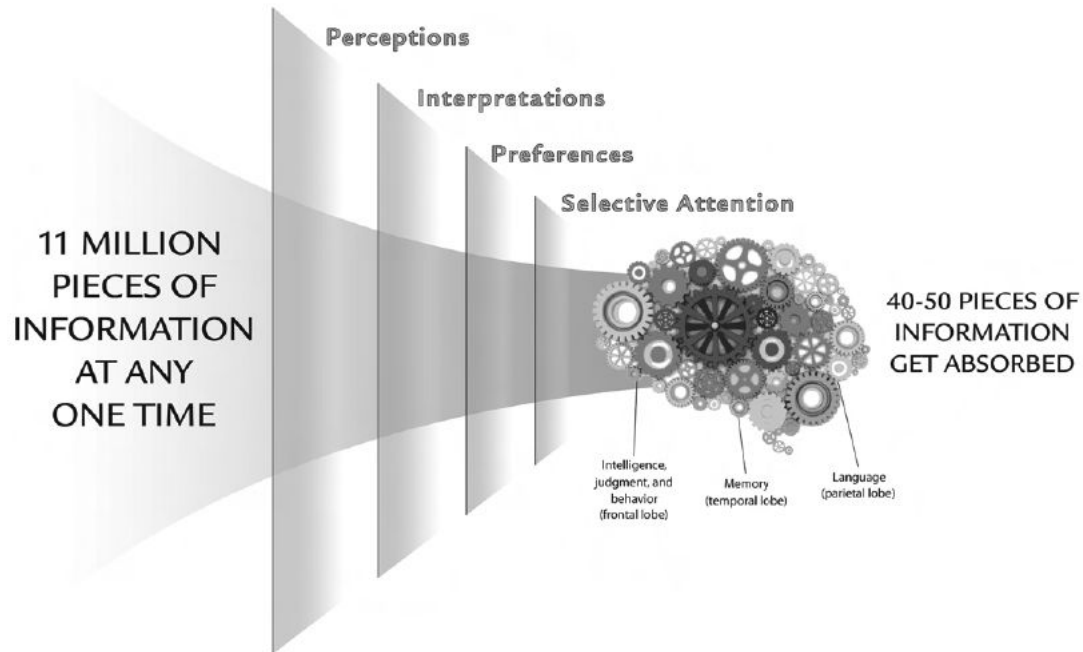 Perceptions
Interpretations
Preferences
Selective Attention
11 MILLION
PIECES OF
INFORMATION
AT ANY
ONE TIME
40-50 PIECES OF
INFORMATION
GET ABSORBED
Intelligence,
judgment, and
behavior
(frontal lobe)
Memory
(temporal lobe)
Language
(parietal lobe)